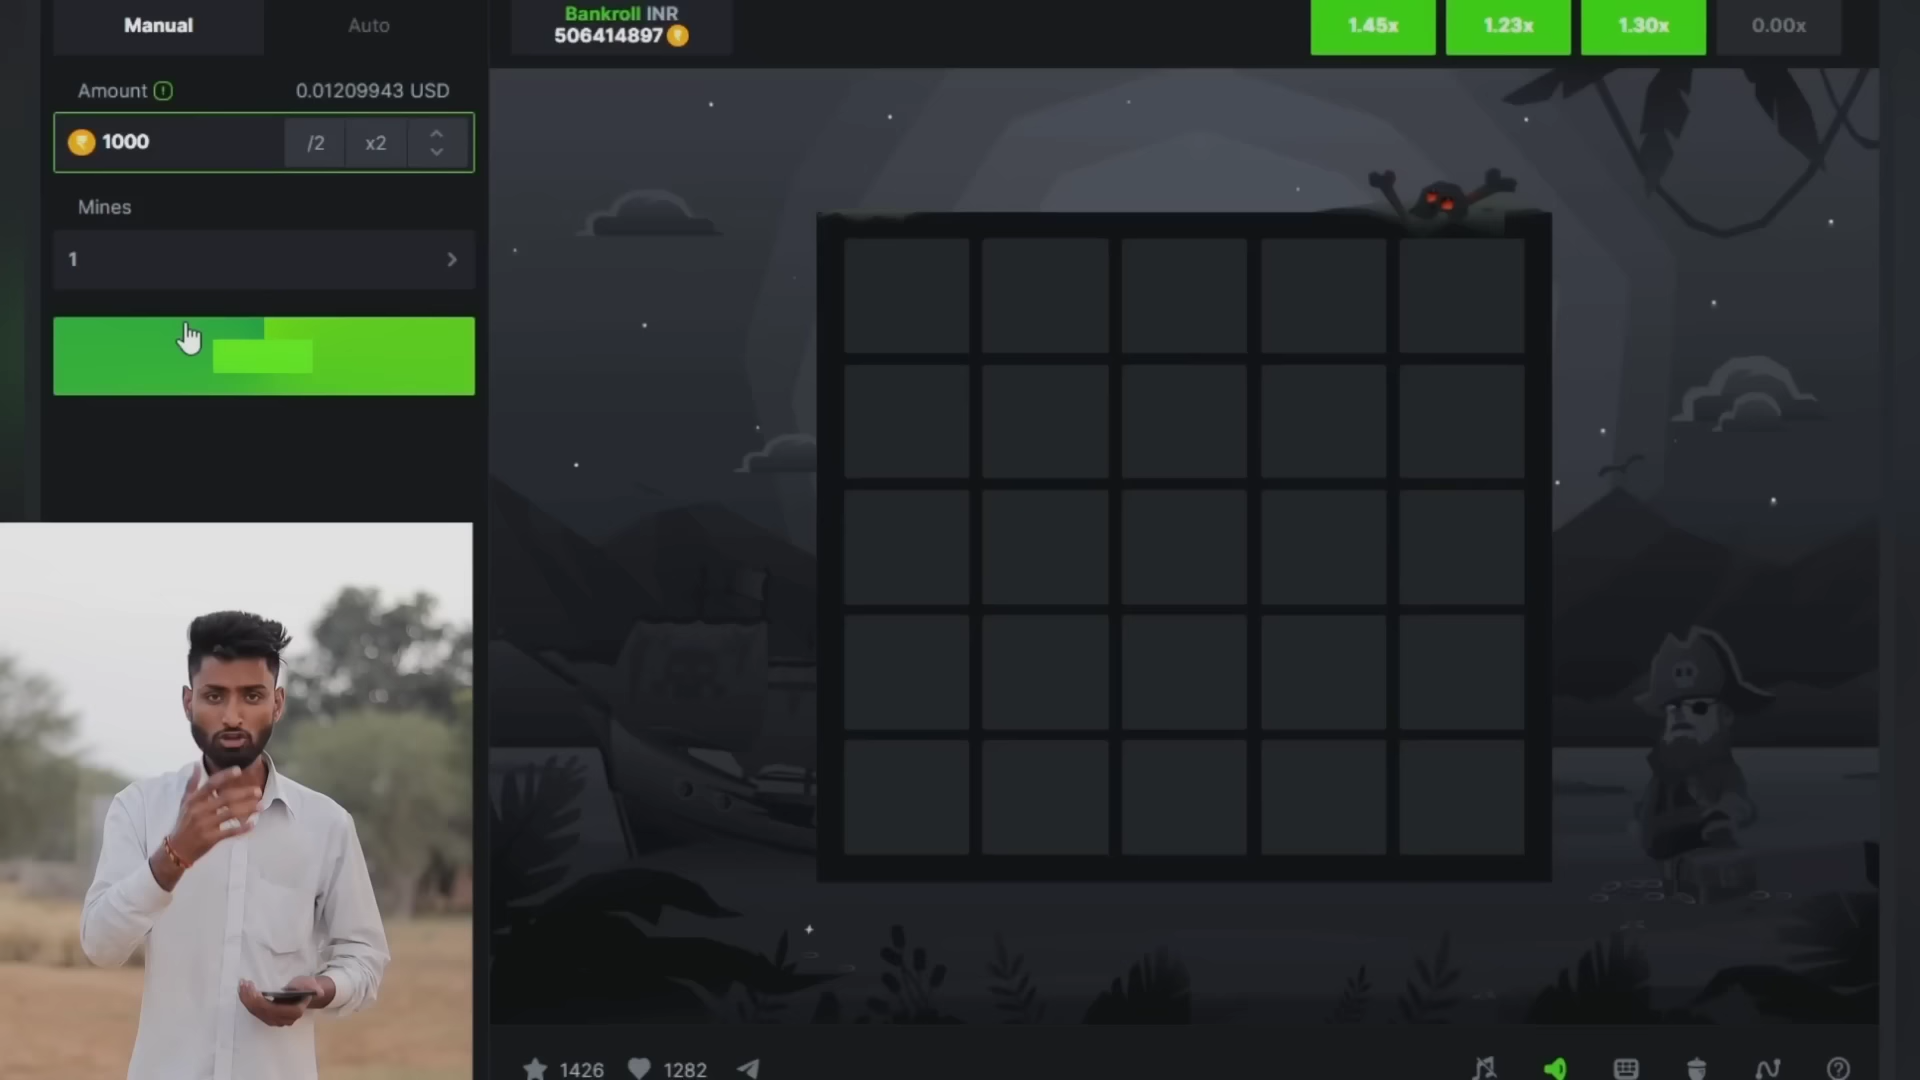 Manual
Auto
Bankroll INR
506414897
1.45x
1.23x
1.30x
0.00x
Amount
0.01209943 USD
1000
/2
x2
Mines
1
1426
1282